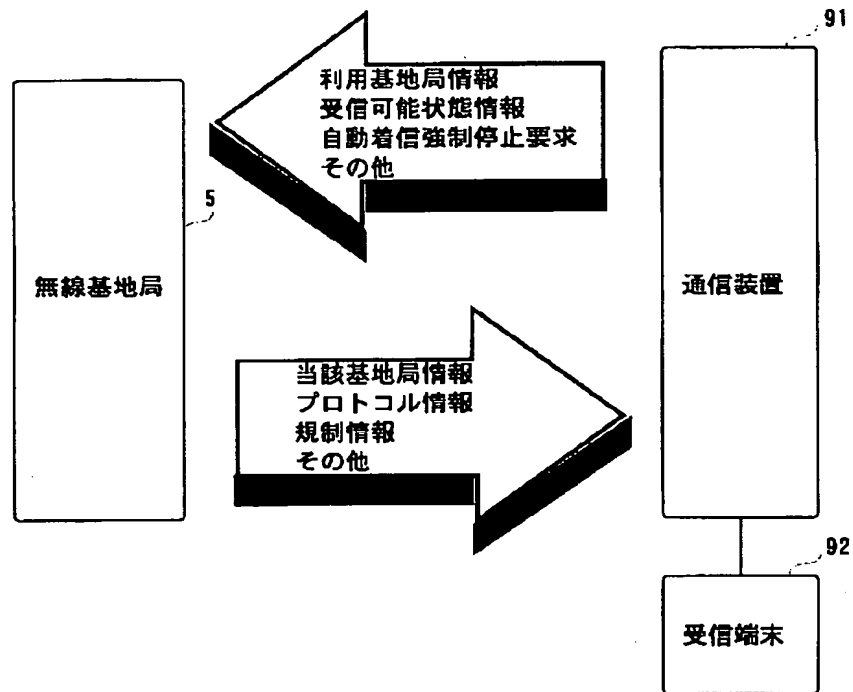 91
利用基地局情報
受信可能状態情報
自動着信強制停止要求
その他
5
無線基地局
通信装置
当該基地局情報
プロトコル情報
規制情報
その他
92
受信端末